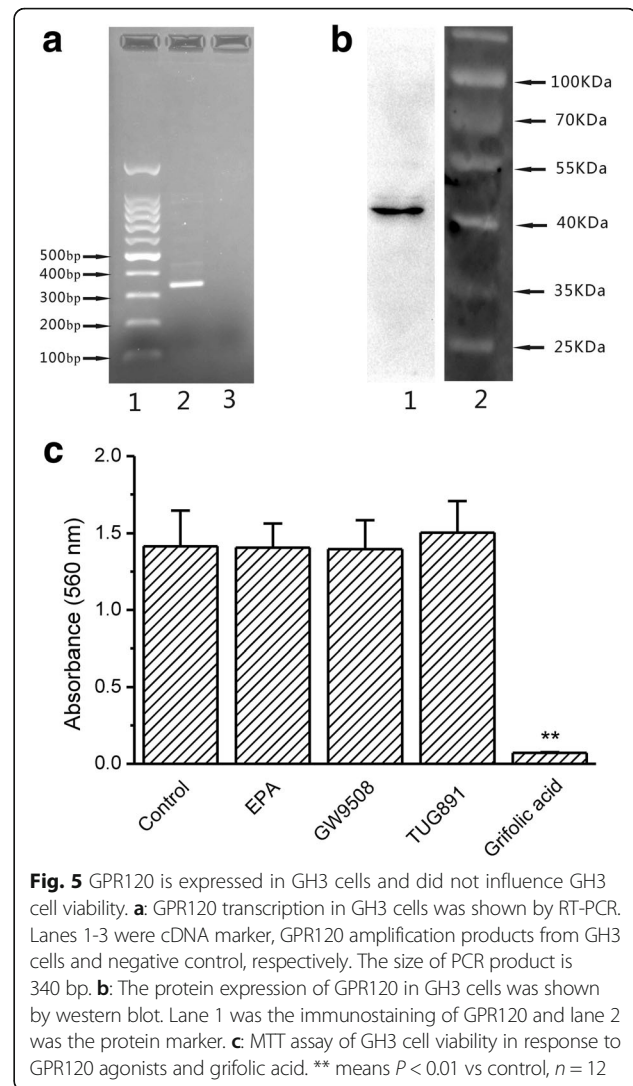 a
b
500bp
400bp
300bp
200bp
100bp
1 2 3
100KDa
70KDa
55KDa
40KDa
35KDa
25KDa
1 2
c
2.0
1.5
1.0
0.5
0.0
Absorbance (560 nm)
**
Control
EPA
GW9508
TUG891
Grifolic acid
Fig. 5 GPR120 is expressed in GH3 cells and did not influence GH3
cell viability. a: GPR120 transcription in GH3 cells was shown by RT-PCR.
Lanes 1-3 were cDNA marker, GPR120 amplification products from GH3
cells and negative control, respectively. The size of PCR product is
340 bp. b: The protein expression of GPR120 in GH3 cells was shown
by western blot. Lane 1 was the immunostaining of GPR120 and lane 2
was the protein marker. c: MTT assay of GH3 cell viability in response to
GPR120 agonists and grifolic acid. ** means P < 0.01 vs control, n = 12